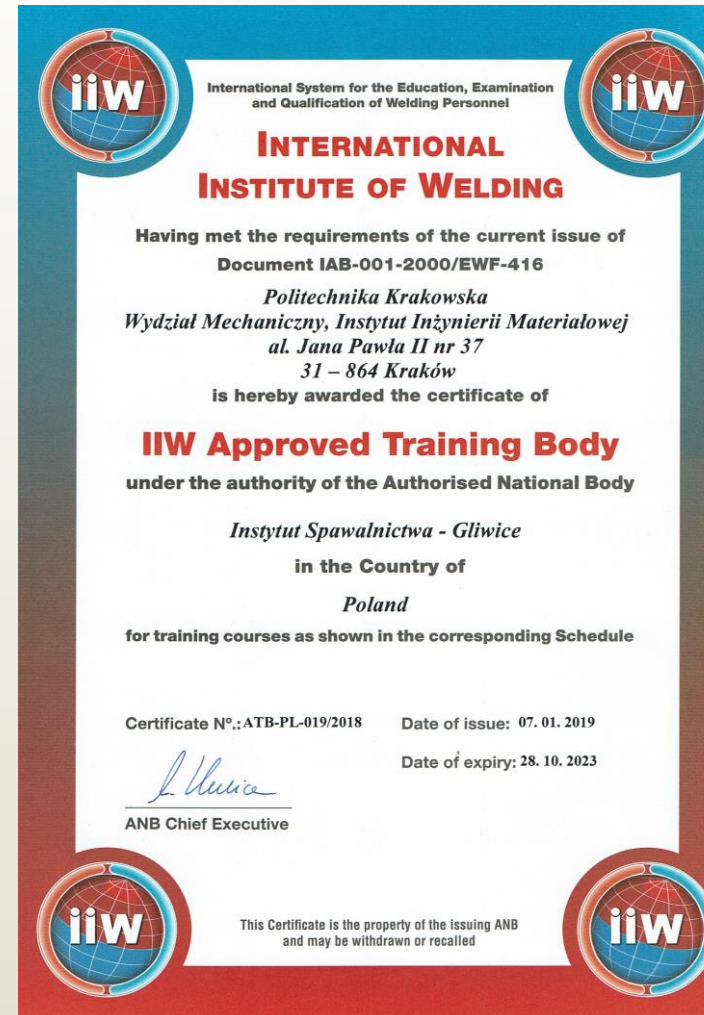 iiw
iiw
International System for the Education, Examination
and Qualification of Welding Personnel
INTERNATIONAL
INSTITUTE OF WELDING
Having met the requirements of the current issue of
Document IAB-001-2000/EWF-416
Politechnika Krakowska
Wydział Mechaniczny, Instytut Inżynierii Materiałowej
al. Jana Pawła II nr 37
31 – 864 Kraków
is hereby awarded the certificate of
IIW Approved Training Body
under the authority of the Authorised National Body
Instytut Spawalnictwa - Gliwice
in the Country of
Poland
for training courses as shown in the corresponding Schedule
Certificate Nº.: ATB-PL-019/2018 Date of issue: 07. 01. 2019
Date of expiry: 28. 10. 2023
ANB Chief Executive
iiw
This Certificate is the property of the issuing ANB
and may be withdrawn or recalled
iiw